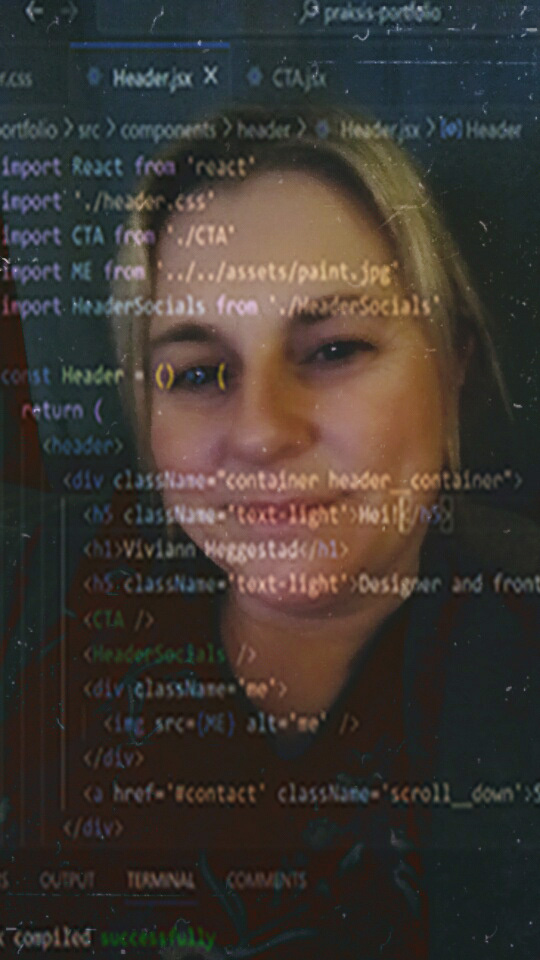 praksis-portfolio
r.css Header.jsx X CTA.jsx
ortfolio > src > components > header > Header.jsx > Header
import React from 'react'
import './header.css'
import CTA from './CTA'
import ME from '../../assets/paint.jpg'
import HeaderSocials from './HeaderSocials'
const Header = () => (
return (
<header>
<div className="container header__container">
<h5 className='text-light'>Hei!</h5>
<h1>Viviann Heggestad</h1>
<h5 className='text-light'>Designer and front
<CTA />
<HeaderSocials />
<div className='me'>
<img src={ME} alt='me' />
</div>
<a href='#contact' className='scroll__down'>S
</div>
S OUTPUT TERMINAL COMMENTS
compiled successfully